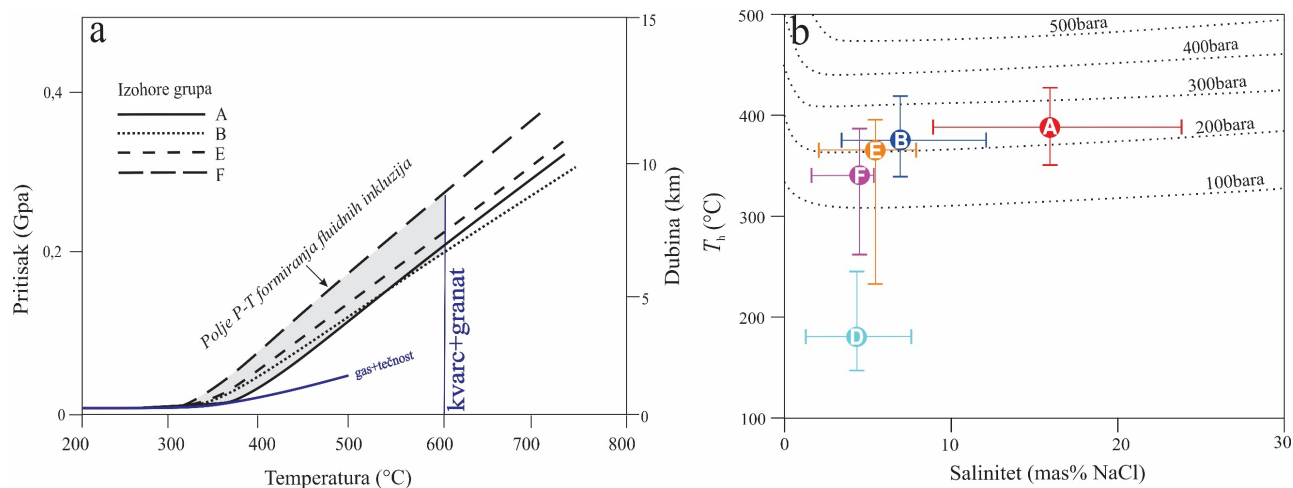 a
Izohore grupa
A
B
E
F
Polje P-T formiranja fluidnih inkluzija
gas+tečnost
kvarc+granat
Pritisak (Gpa)
0,4
0,2
0
15
10
5
0
Dubina (km)
200
300
400
500
600
700
800
Temperatura (°C)
b
500bara
400bara
300bara
200bara
100bara
A
B
E
F
D
Th (°C)
500
400
300
200
100
0
10
20
30
Salinitet (mas% NaCl)